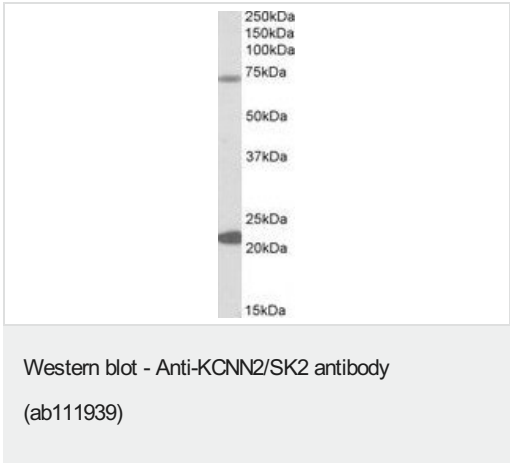 250kDa
150kDa
100kDa
75kDa
50kDa
37kDa
25kDa
20kDa
15kDa
Western blot - Anti-KCNN2/SK2 antibody
(ab111939)